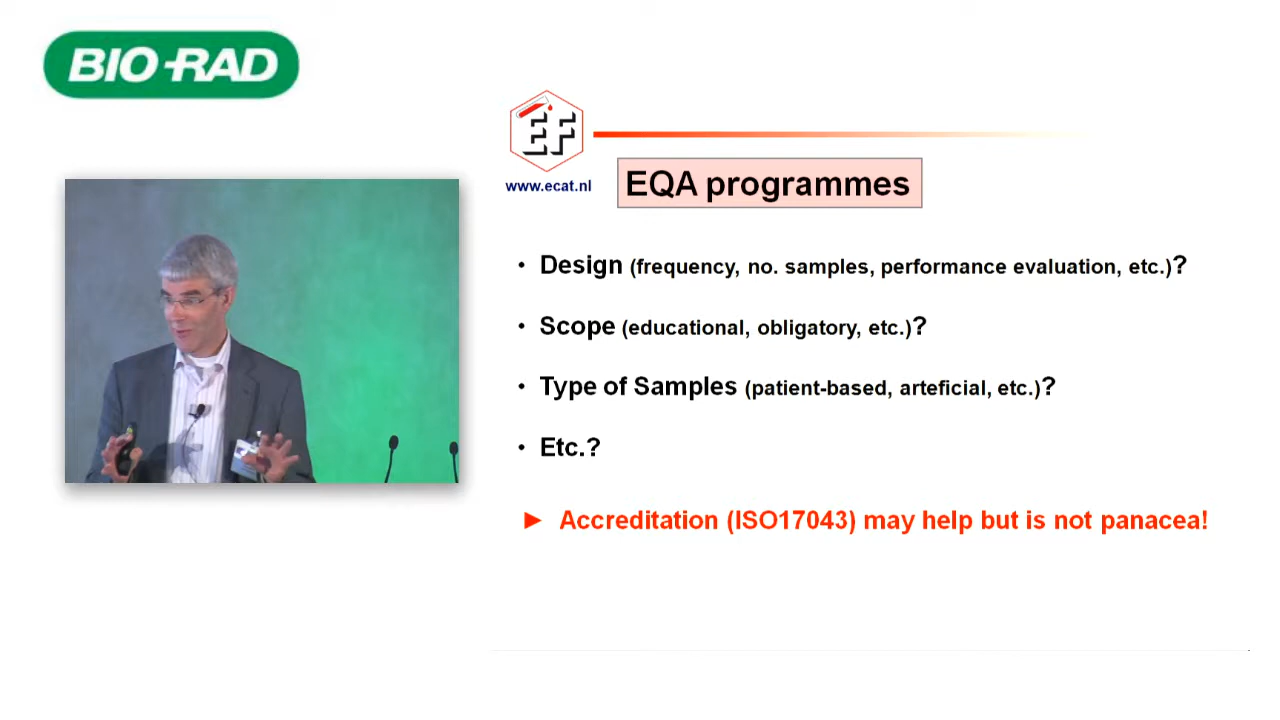 BIO-RAD
EF
www.ecat.nl
EQA programmes
• Design (frequency, no. samples, performance evaluation, etc.)?
• Scope (educational, obligatory, etc.)?
• Type of Samples (patient-based, arteficial, etc.)?
• Etc.?
► Accreditation (ISO17043) may help but is not panacea!